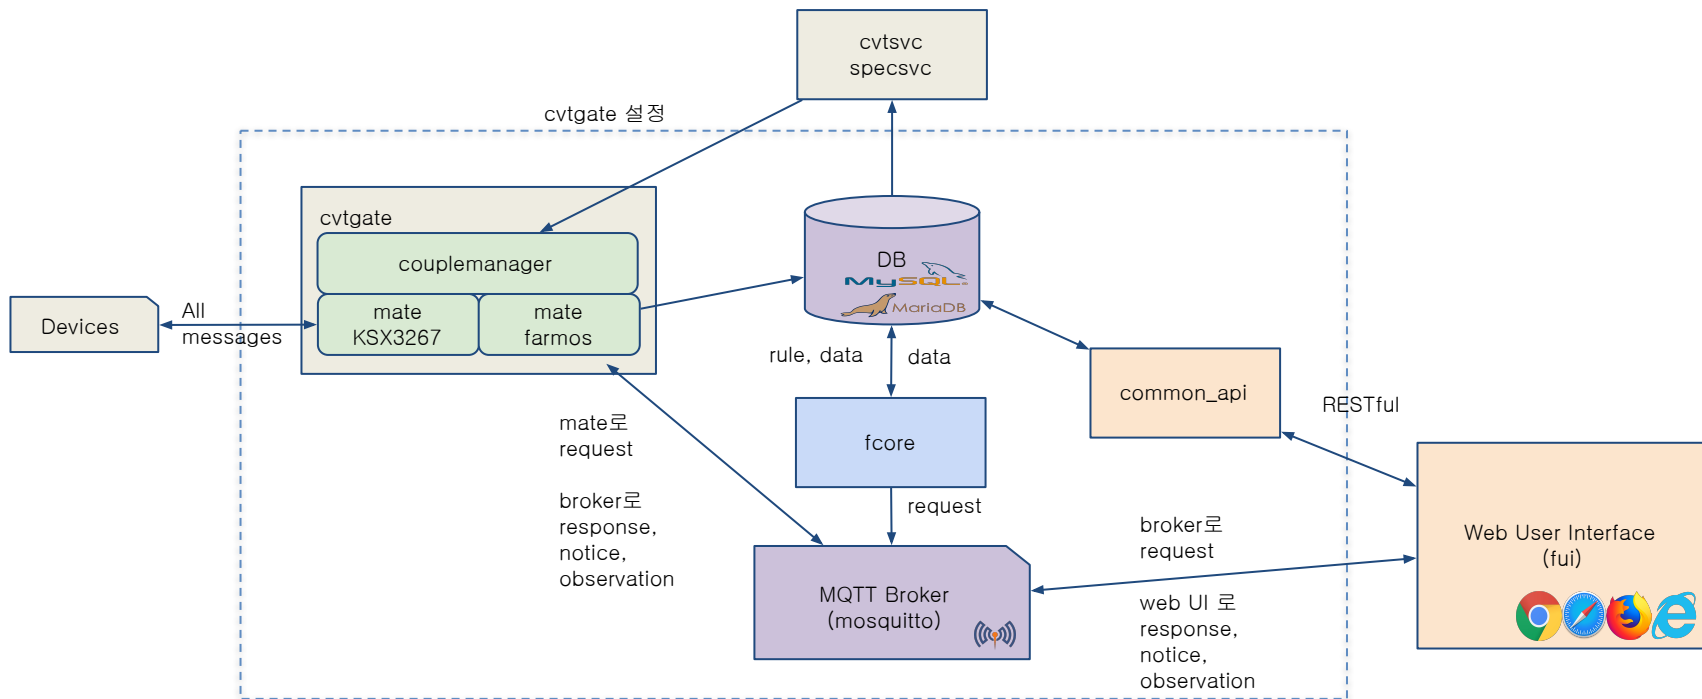 cvtsvc
specsvc
cvtgate 설정
cvtgate
couplemanager
mate
KSX3267
mate
farmos
Devices
All
messages
DB
MySQL®
MariaDB
rule, data
data
common_api
RESTful
fcore
mate로
request
broker로
response,
notice,
observation
request
MQTT Broker
(mosquitto)
broker로
request
web UI 로
response,
notice,
observation
Web User Interface
(fui)